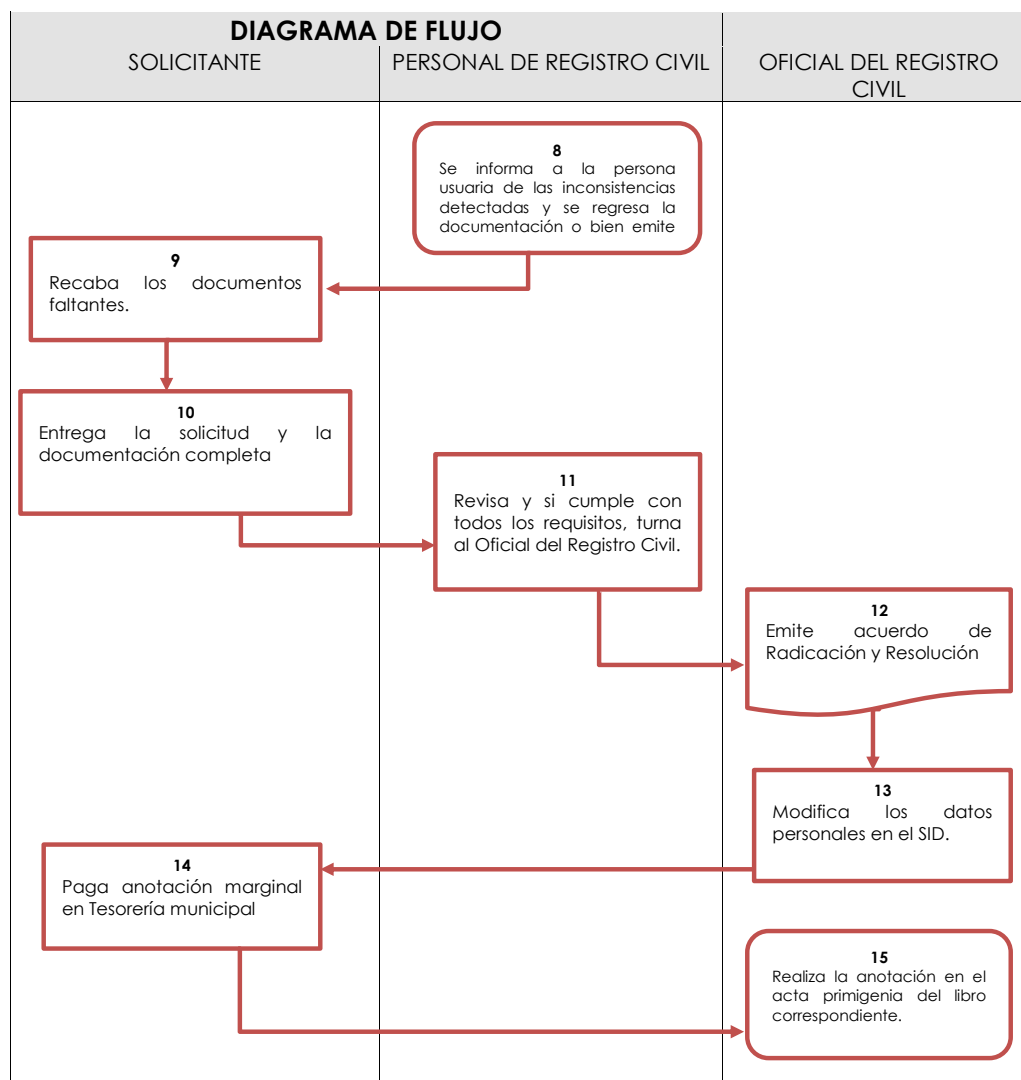 DIAGRAMA DE FLUJO
SOLICITANTE
PERSONAL DE REGISTRO CIVIL
OFICIAL DEL REGISTRO
CIVIL
8
Se informa a la persona
usuaria de las inconsistencias
detectadas y se regresa la
documentación o bien emite
9
Recaba los documentos
faltantes.
10
Entrega la solicitud y la
documentación completa
11
Revisa y si cumple con
todos los requisitos, turna
al Oficial del Registro Civil.
12
Emite acuerdo de
Radicación y Resolución
13
Modifica los datos
personales en el SID.
14
Paga anotación marginal
en Tesorería municipal
15
Realiza la anotación en el
acta primigenia del libro
correspondiente.